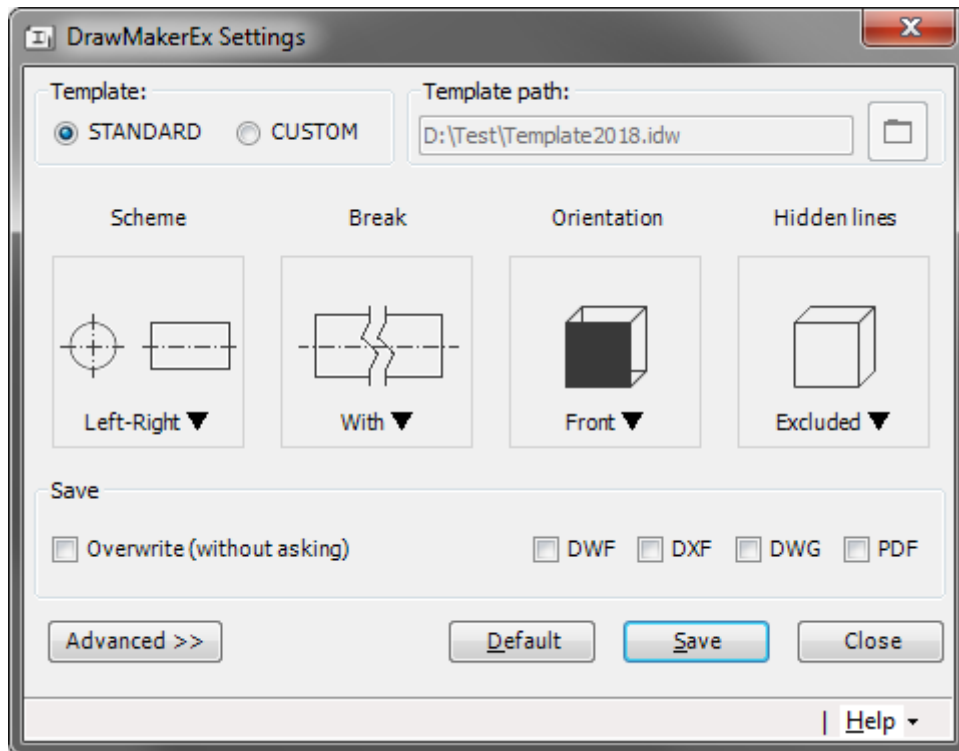 DrawMakerEx Settings
Template:
STANDARD CUSTOM
Template path:
D:\Test\Template2018.idw
Scheme Break Orientation Hidden lines
Left-Right With Front Excluded
Save
Overwrite (without asking) DWF DXF DWG PDF
Advanced >> Default Save Close
| Help